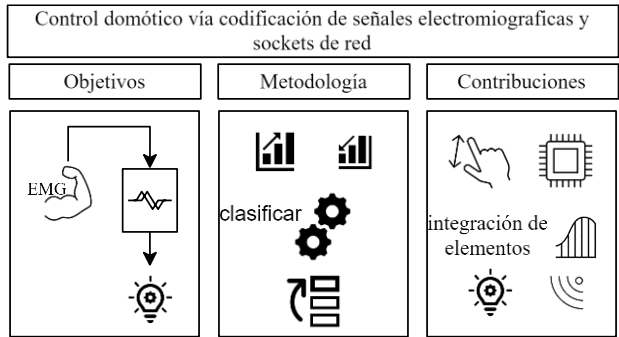 Control domótico vía codificación de señales electromiograficas y
sockets de red
Objetivos
Metodología
Contribuciones
EMG
clasificar
integración de
elementos